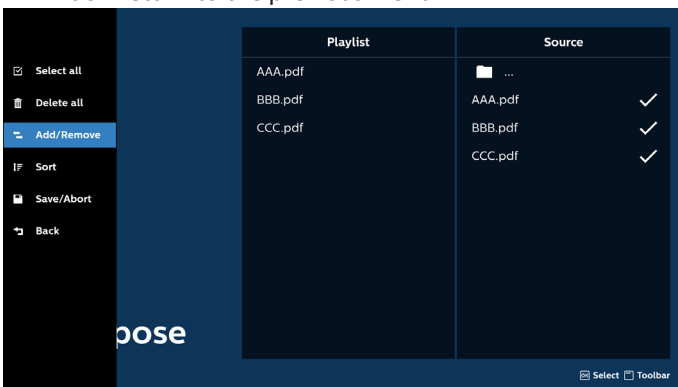 Playlist
Source
Select all
Delete all
Add/Remove
Sort
Save/Abort
Back
AAA.pdf
BBB.pdf
CCC.pdf
...
AAA.pdf
BBB.pdf
CCC.pdf
pose
OK Select Toolbar